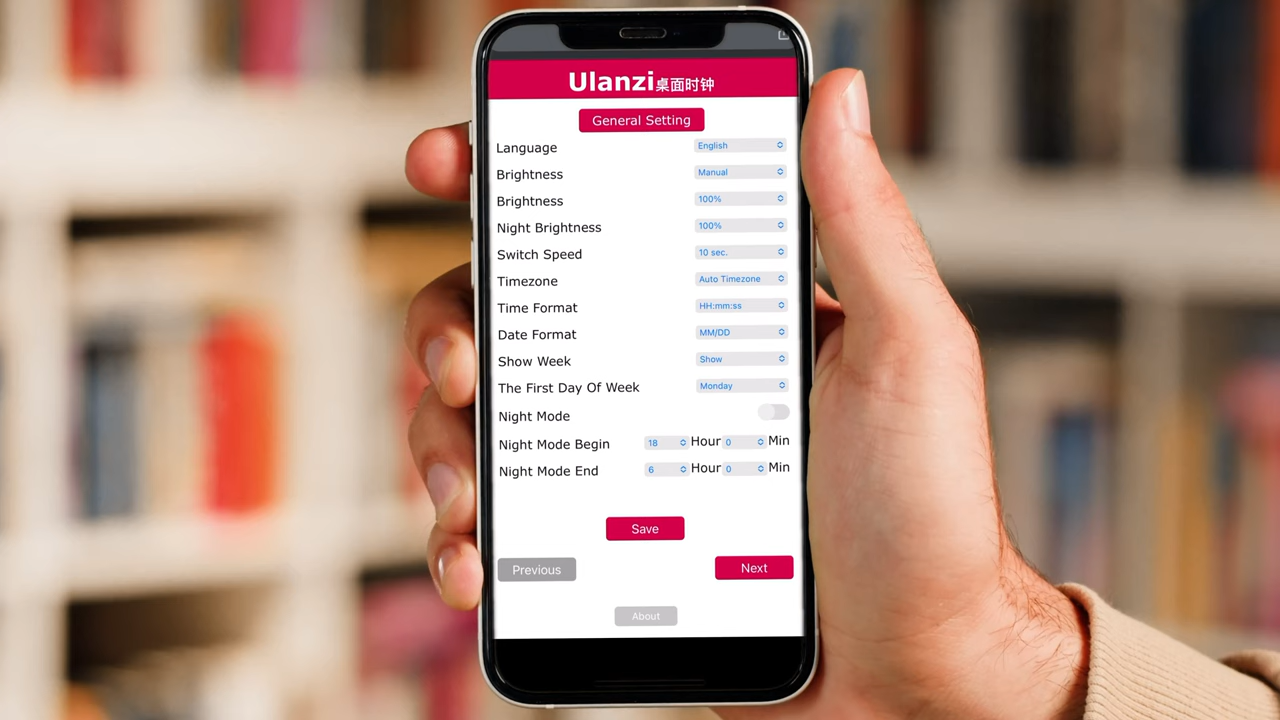 Ulanzi桌面时钟
General Setting
Language English
Brightness Manual
Brightness 100%
Night Brightness 100%
Switch Speed 10 sec.
Timezone Auto Timezone
Time Format HH:mm:ss
Date Format MM/DD
Show Week Show
The First Day Of Week Monday
Night Mode
Night Mode Begin 18 Hour 0 Min
Night Mode End 6 Hour 0 Min
Save
Previous Next
About